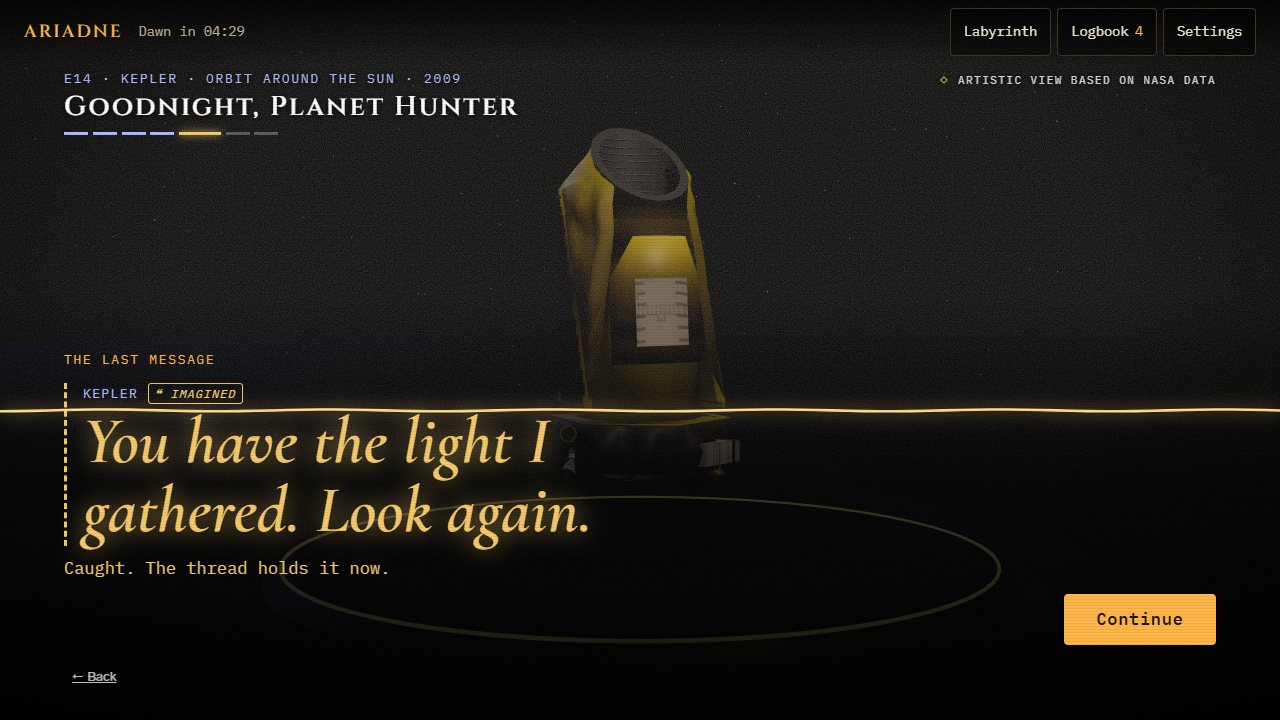 ARIADNE Dawn in 04:29
Labyrinth Logbook 4 Settings
E14 · KEPLER · ORBIT AROUND THE SUN · 2009
◇ ARTISTIC VIEW BASED ON NASA DATA
Goodnight, Planet Hunter
THE LAST MESSAGE
KEPLER ❝ IMAGINED
You have the light I
gathered. Look again.
Caught. The thread holds it now.
Continue
← Back